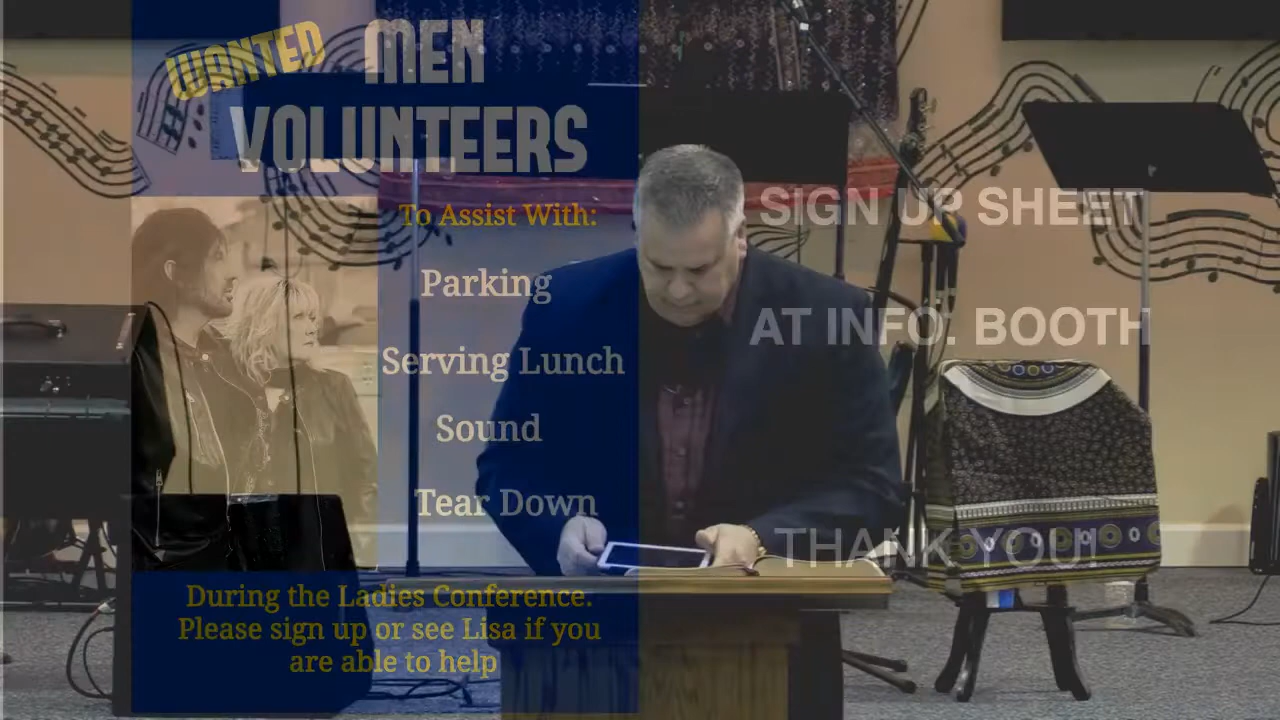 WANTED MEN
VOLUNTEERS
To Assist With:
Parking
Serving Lunch
Sound
Tear Down
During the Ladies Conference.
Please sign up or see Lisa if you
are able to help
SIGN UP SHEET
AT INFO. BOOTH
THANK YOU!